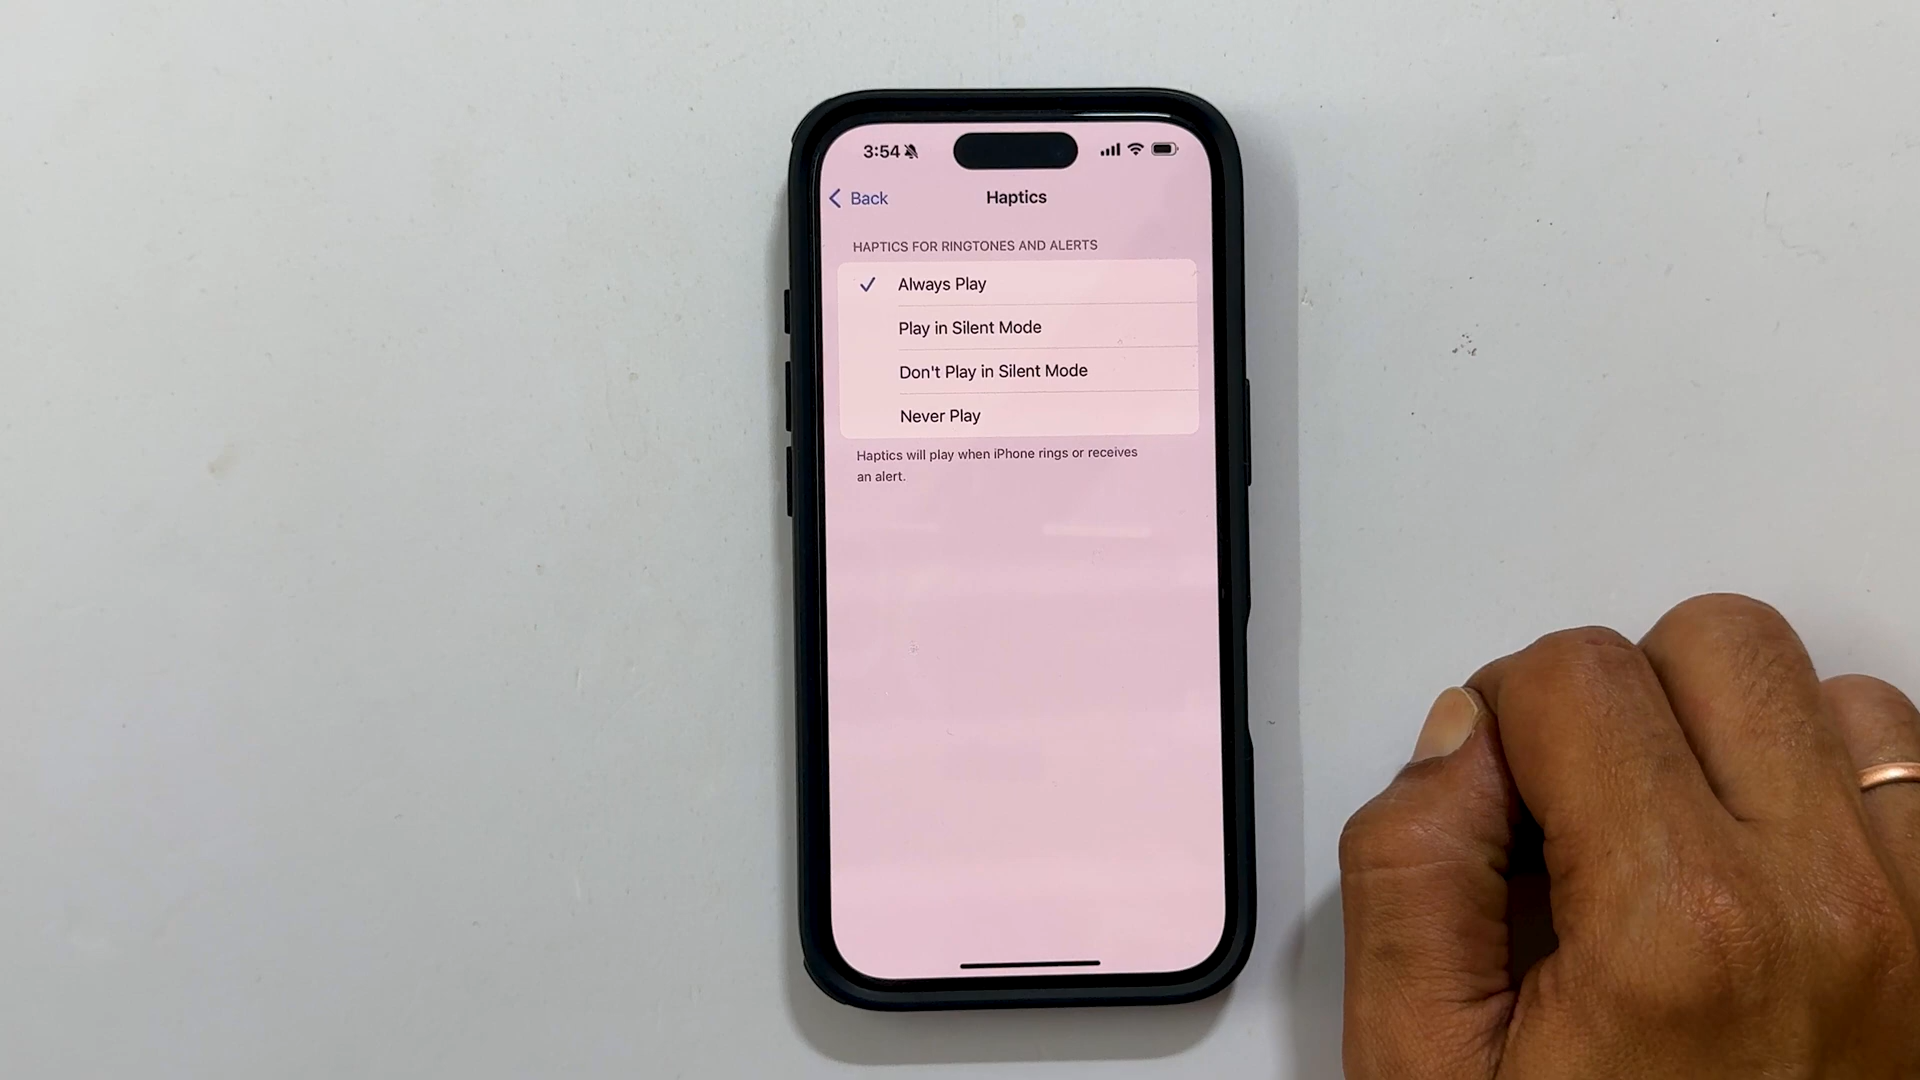 3:54
Back
Haptics
HAPTICS FOR RINGTONES AND ALERTS
Always Play
Play in Silent Mode
Don't Play in Silent Mode
Never Play
Haptics will play when iPhone rings or receives
an alert.